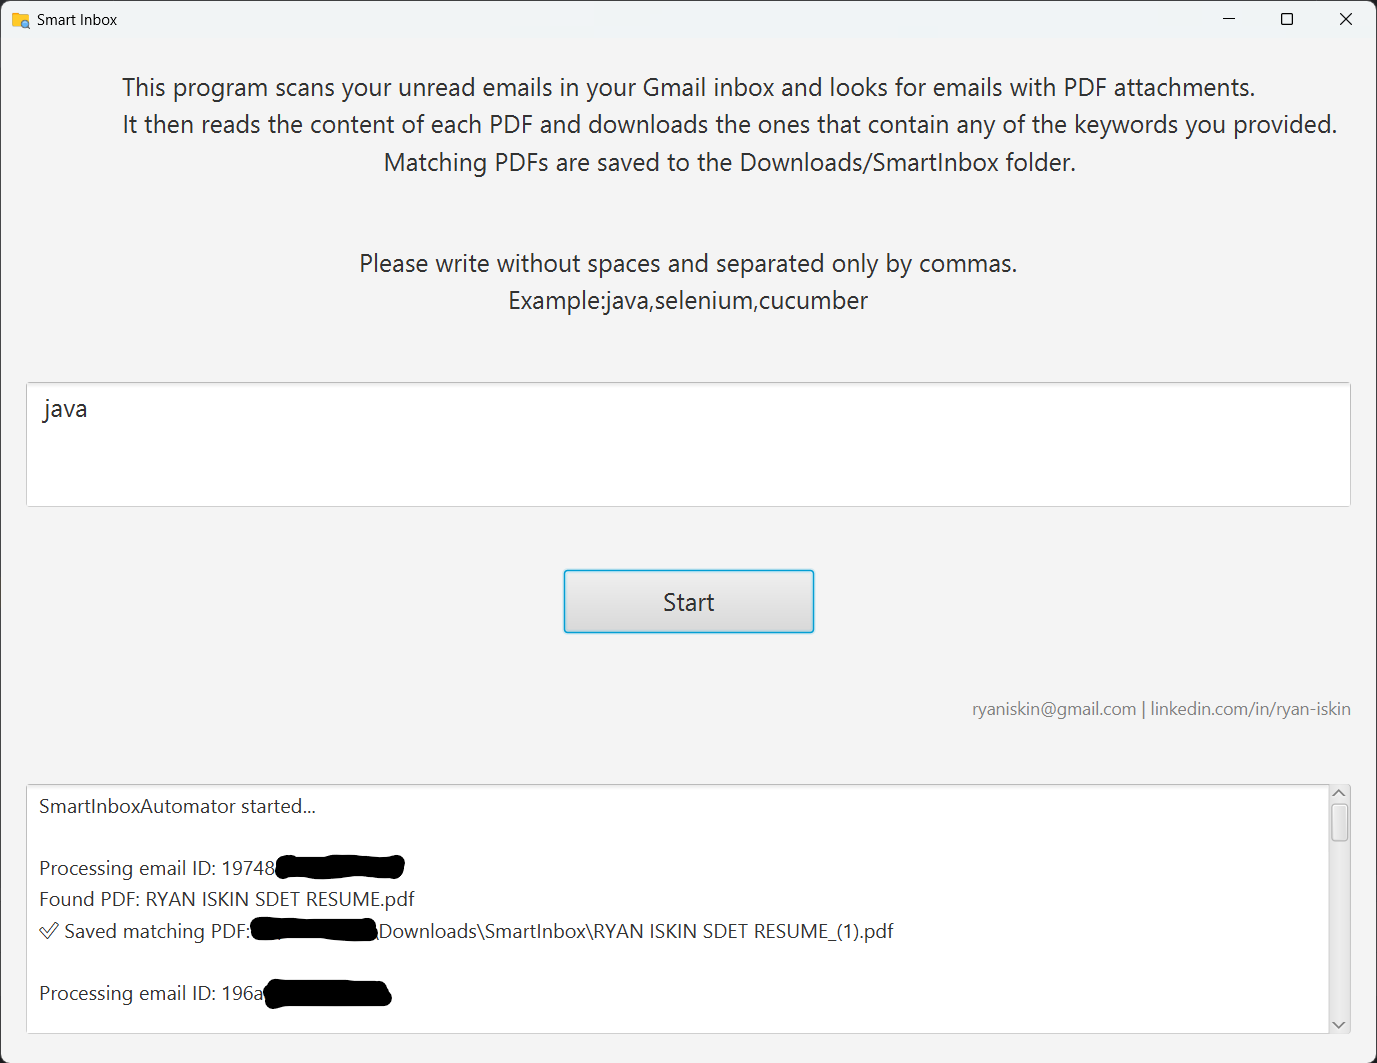 Smart Inbox
This program scans your unread emails in your Gmail inbox and looks for emails with PDF attachments.
It then reads the content of each PDF and downloads the ones that contain any of the keywords you provided.
Matching PDFs are saved to the Downloads/SmartInbox folder.
Please write without spaces and separated only by commas.
Example:java,selenium,cucumber
java
Start
ryaniskin@gmail.com | linkedin.com/in/ryan-iskin
SmartInboxAutomator started...
Processing email ID: 19748
Found PDF: RYAN ISKIN SDET RESUME.pdf
✅ Saved matching PDF: \Downloads\SmartInbox\RYAN ISKIN SDET RESUME_(1).pdf
Processing email ID: 196a